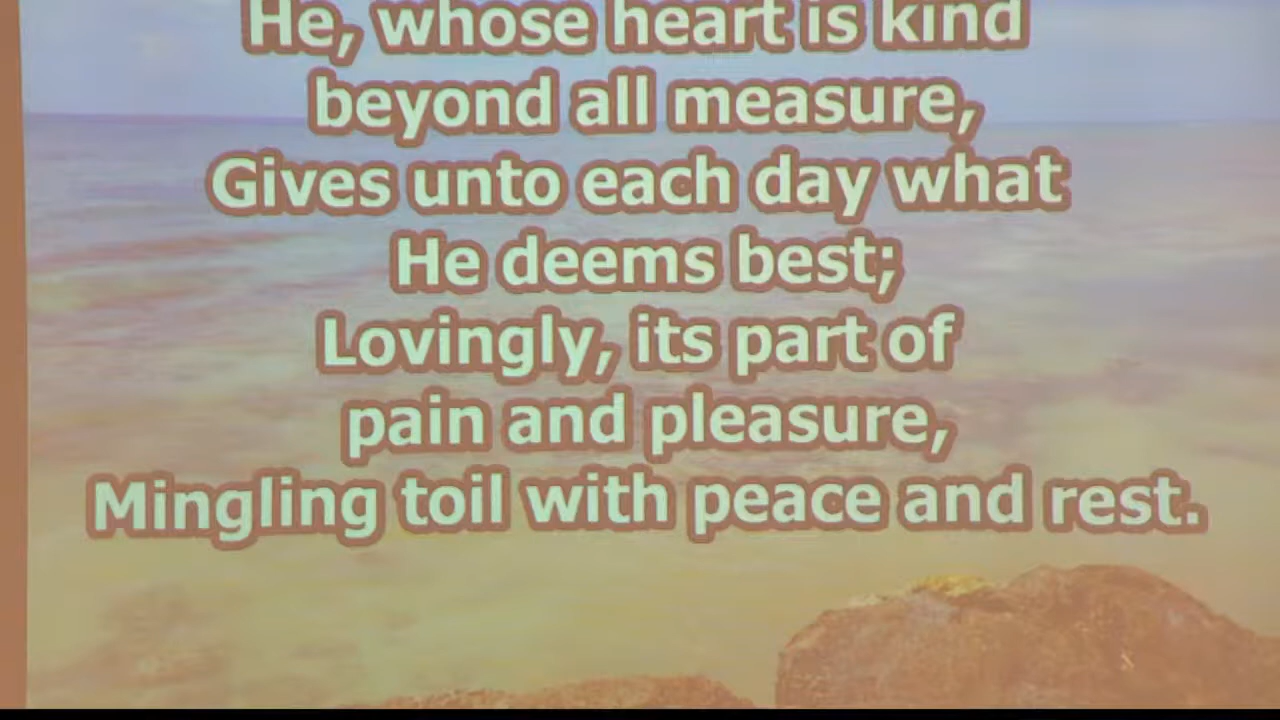 He, whose heart is kind
beyond all measure,
Gives unto each day what
He deems best;
Lovingly, its part of
pain and pleasure,
Mingling toil with peace and rest.